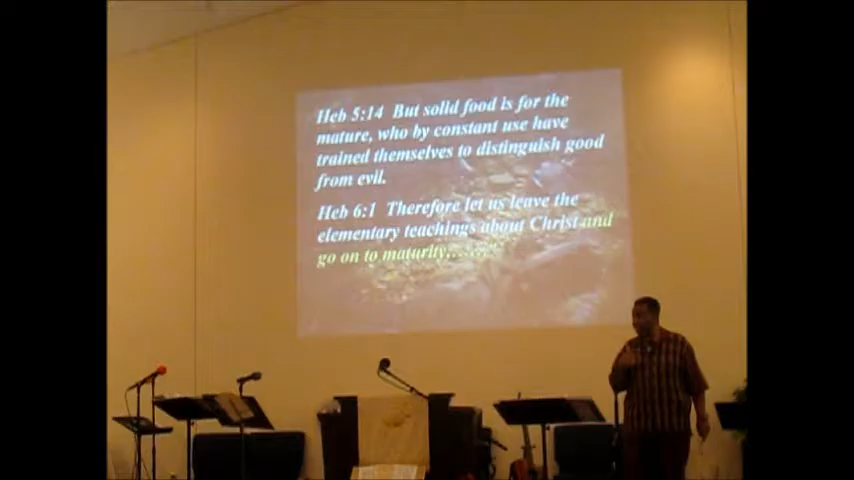 Heb 5:14 But solid food is for the
mature, who by constant use have
trained themselves to distinguish good
from evil.
Heb 6:1 Therefore let us leave the
elementary teachings about Christ and
go on to maturity,......"